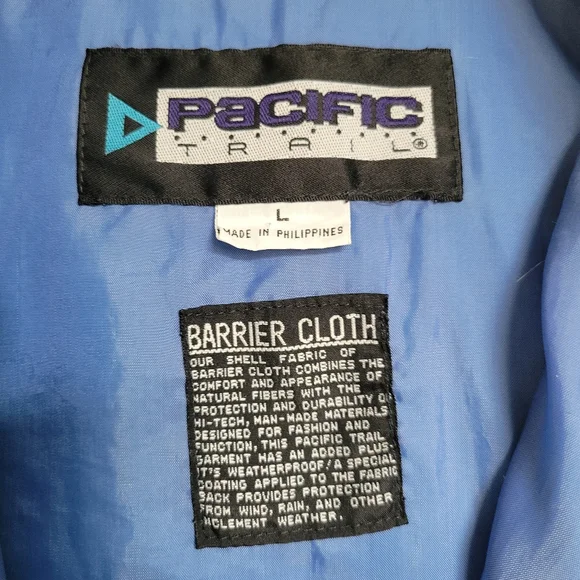 PACIFIC
TRAIL®
L
MADE IN PHILIPPINES
BARRIER CLOTH
OUR SHELL FABRIC OF
BARRIER CLOTH COMBINES THE
COMFORT AND APPEARANCE OF
NATURAL FIBERS WITH THE
PROTECTION AND DURABILITY OF
HI-TECH, MAN-MADE MATERIALS
DESIGNED FOR FASHION AND
FUNCTION, THIS PACIFIC TRAIL
GARMENT HAS AN ADDED PLUS,
IT'S WEATHERPROOF! A SPECIAL
COATING APPLIED TO THE FABRIC
BACK PROVIDES PROTECTION
FROM WIND, RAIN, AND OTHER
INCLEMENT WEATHER.